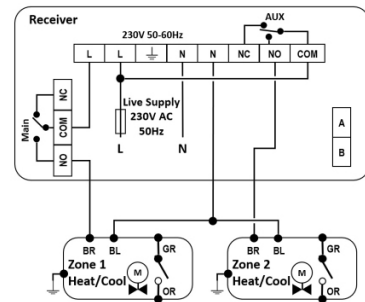 Receiver
AUX
230V 50-60Hz
L L N N NC NO COM
NC
COM
NO
Main
Live Supply
230V AC
50Hz
L N
A
B
BR BL GR
Zone 1
Heat/Cool
M
OR
BR BL GR
Zone 2
Heat/Cool
M
OR